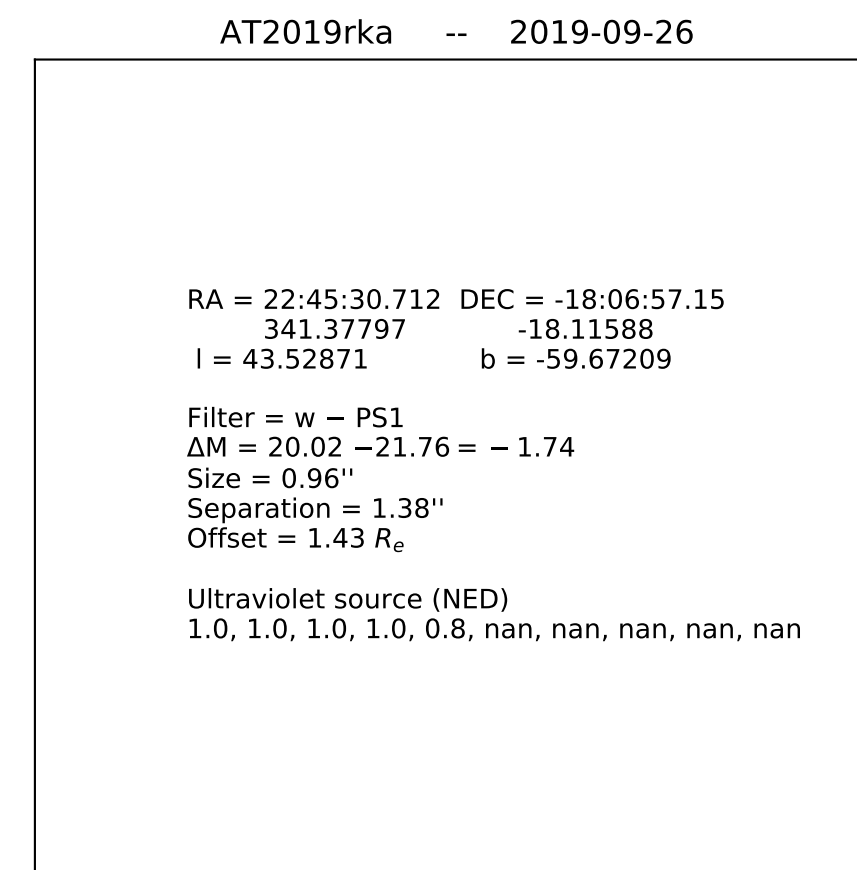 AT2019rka -- 2019-09-26
RA = 22:45:30.712 DEC = -18:06:57.15
341.37797 -18.11588
l = 43.52871 b = -59.67209
Filter = w − PS1
ΔM = 20.02 −21.76 = − 1.74
Size = 0.96''
Separation = 1.38''
Offset = 1.43 Rₑ
Ultraviolet source (NED)
1.0, 1.0, 1.0, 1.0, 0.8, nan, nan, nan, nan, nan